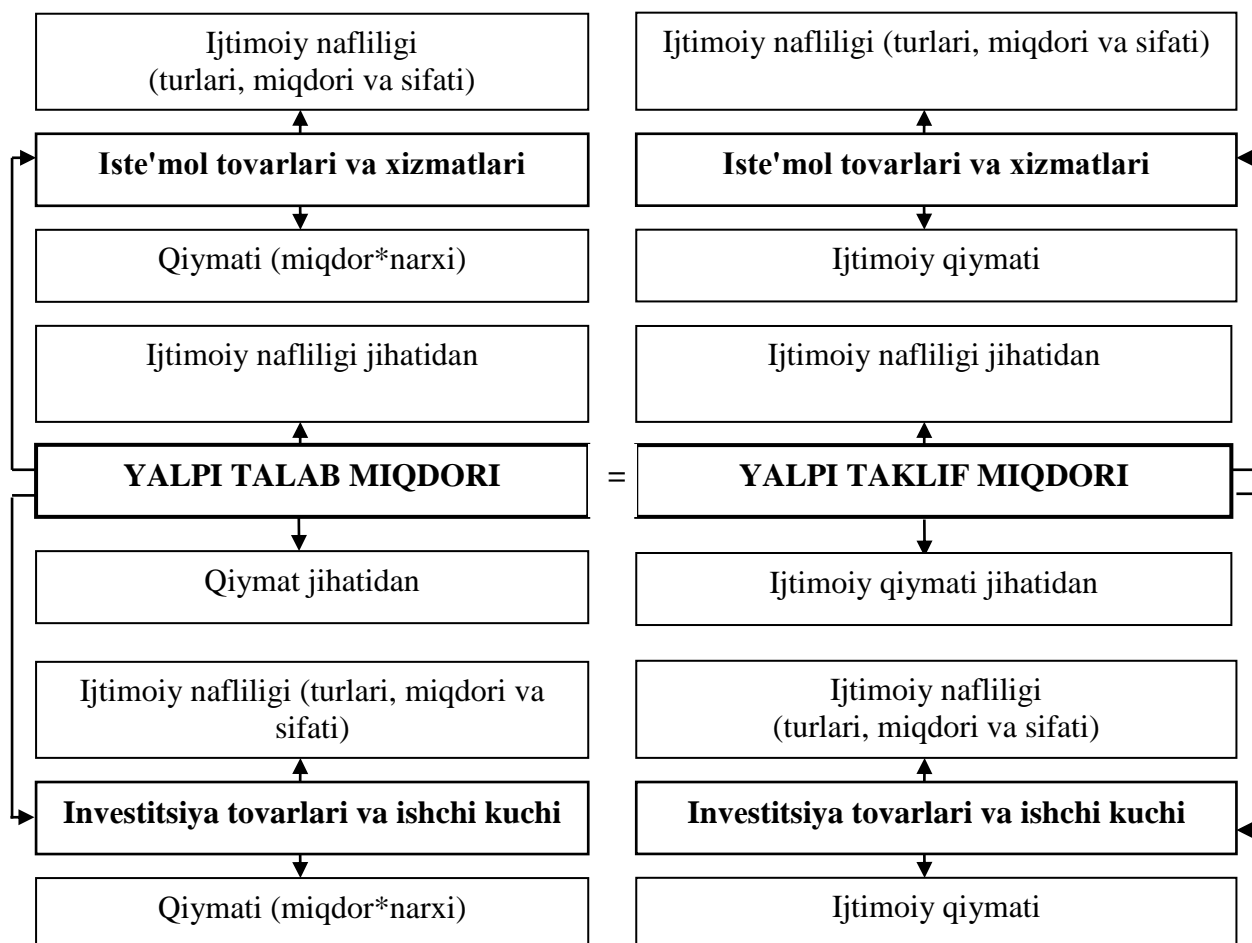 Ijtimoiy nafliligi
(turlari, miqdori va sifati)
Ijtimoiy nafliligi (turlari, miqdori va sifati)
Iste'mol tovarlari va xizmatlari
Iste'mol tovarlari va xizmatlari
Qiymati (miqdor*narxi)
Ijtimoiy qiymati
Ijtimoiy nafliligi jihatidan
Ijtimoiy nafliligi jihatidan
YALPI TALAB MIQDORI
=
YALPI TAKLIF MIQDORI
Qiymat jihatidan
Ijtimoiy qiymati jihatidan
Ijtimoiy nafliligi (turlari, miqdori va
sifati)
Ijtimoiy nafliligi
(turlari, miqdori va sifati)
Investitsiya tovarlari va ishchi kuchi
Investitsiya tovarlari va ishchi kuchi
Qiymati (miqdor*narxi)
Ijtimoiy qiymati